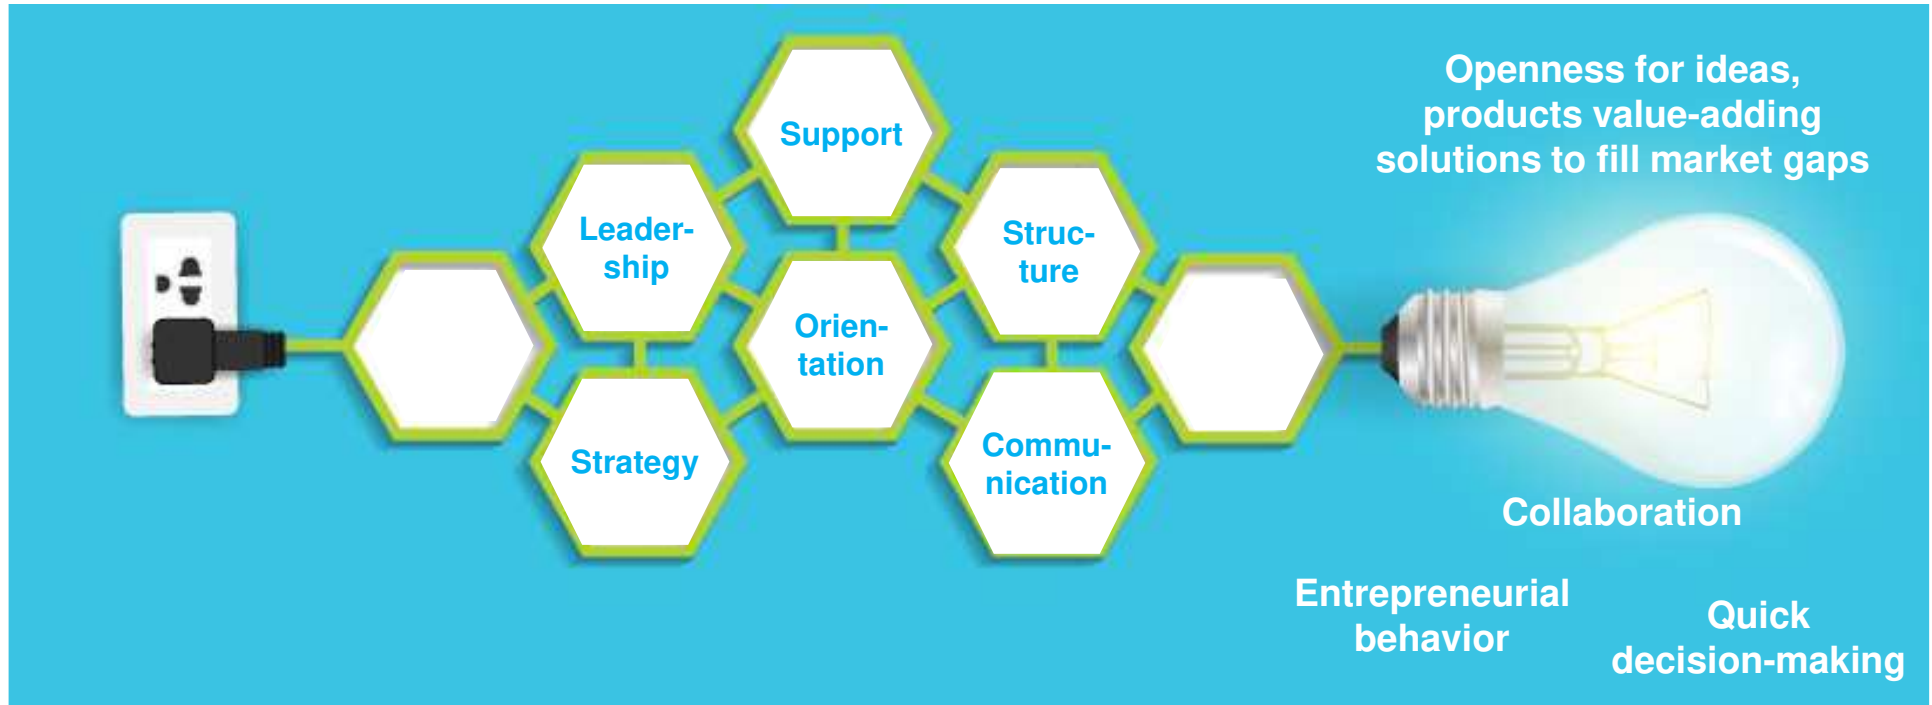 Support
Leader-
ship
Struc-
ture
Orien-
tation
Strategy
Commu-
nication
Openness for ideas,
products value-adding
solutions to fill market gaps
Collaboration
Entrepreneurial
behavior
Quick
decision-making